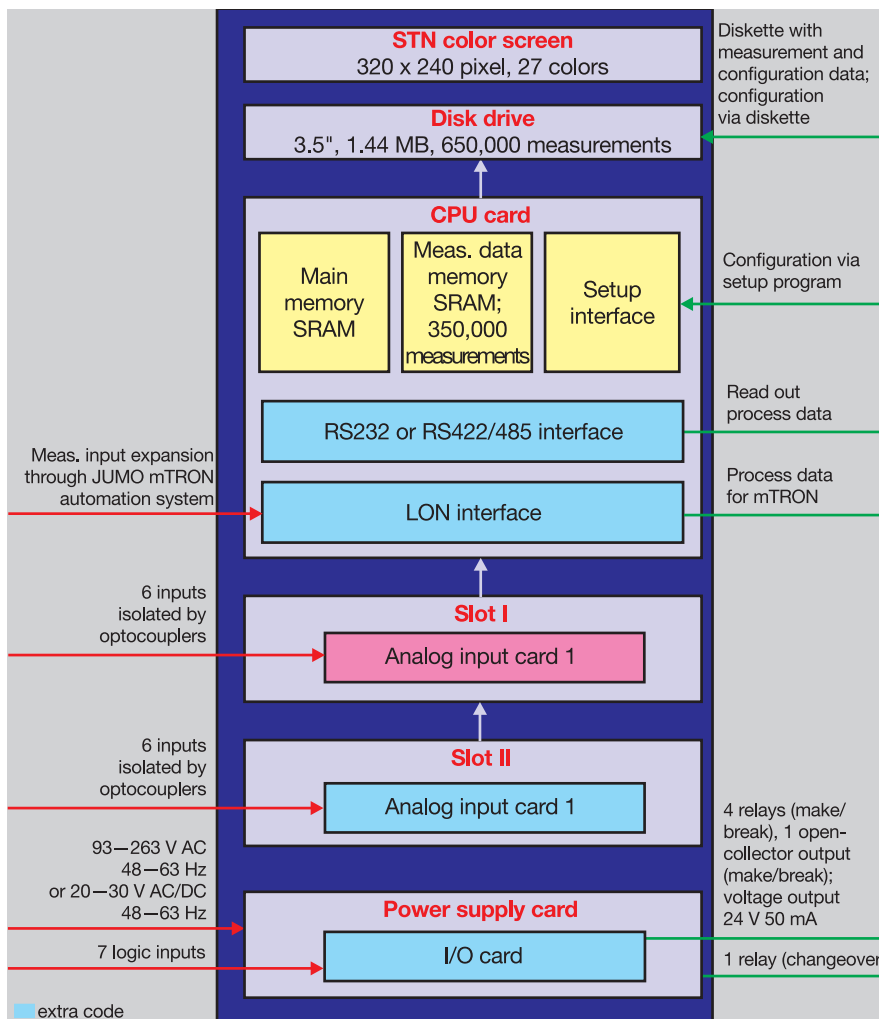 STN color screen
320 x 240 pixel, 27 colors
Diskette with
measurement and
configuration data;
configuration
via diskette
Disk drive
3.5", 1.44 MB, 650,000 measurements
CPU card
Main
memory
SRAM
Meas. data
memory
SRAM;
350,000
measurements
Setup
interface
Configuration via
setup program
RS232 or RS422/485 interface
Read out
process data
Meas. input expansion
through JUMO mTRON
automation system
LON interface
Process data
for mTRON
6 inputs
isolated by
optocouplers
Slot I
Analog input card 1
6 inputs
isolated by
optocouplers
Slot II
Analog input card 1
93—263 V AC
48—63 Hz
or 20—30 V AC/DC
48—63 Hz
7 logic inputs
Power supply card
I/O card
4 relays (make/
break), 1 open-
collector output
(make/break);
voltage output
24 V 50 mA
1 relay (changeover
extra code